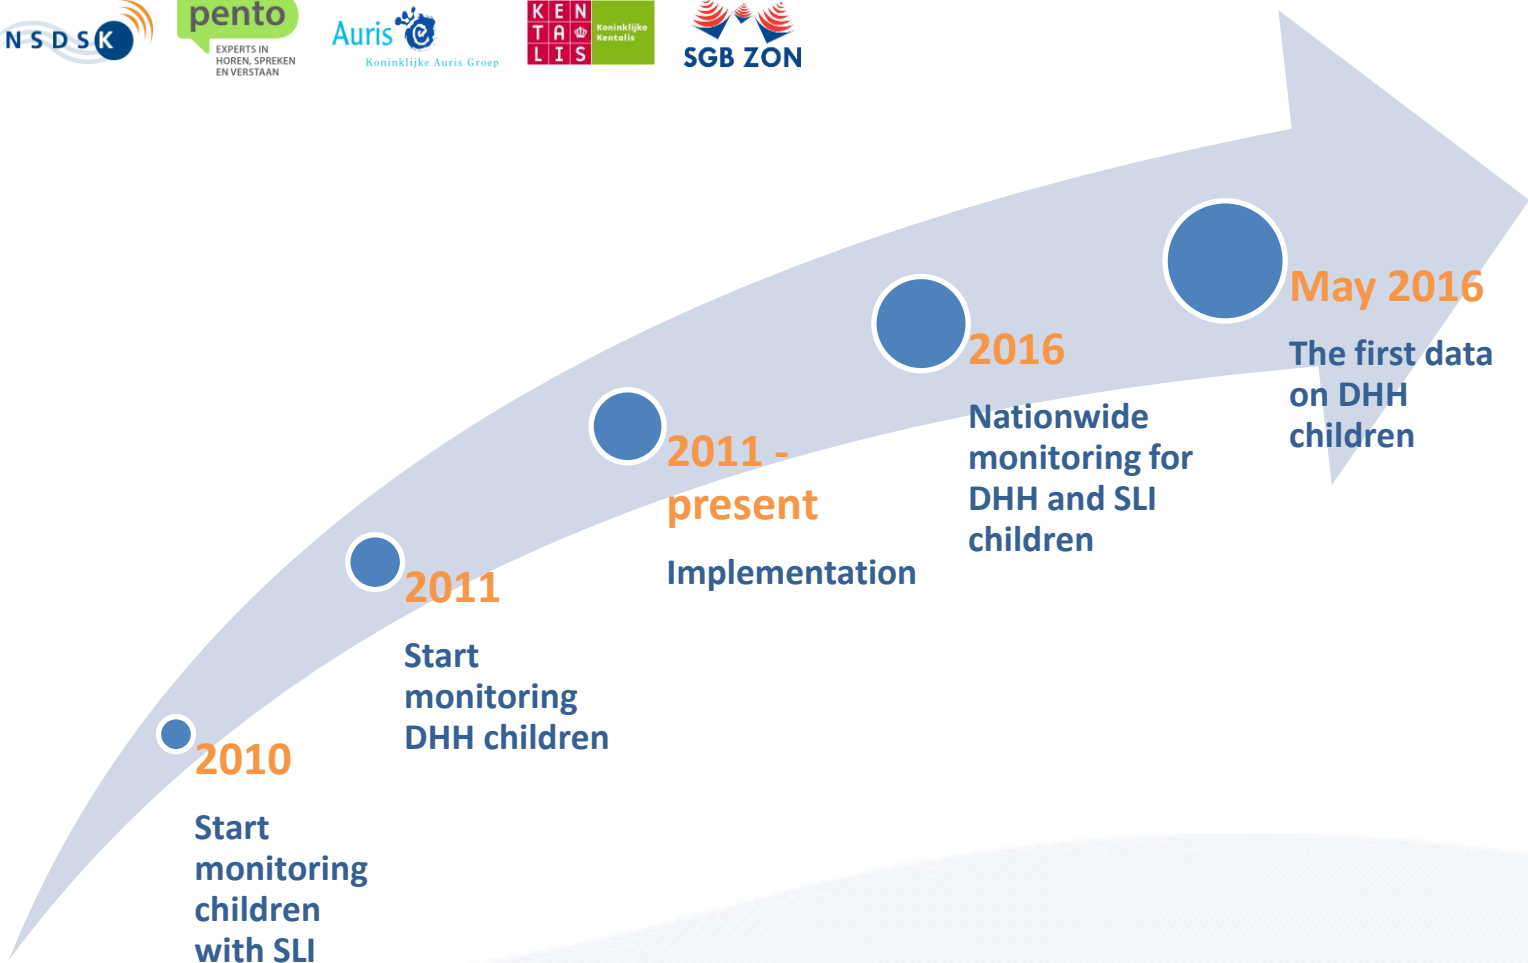 NSDSK
pento
EXPERTS IN
HOREN, SPREKEN
EN VERSTAAN
Auris
Koninklijke Auris Groep
KEN
TA
LIS
Koninklijke
Kentalis
SGB ZON
May 2016
The first data
on DHH
children
2016
Nationwide
monitoring for
DHH and SLI
children
2011 -
present
Implementation
2011
Start
monitoring
DHH children
2010
Start
monitoring
children
with SLI